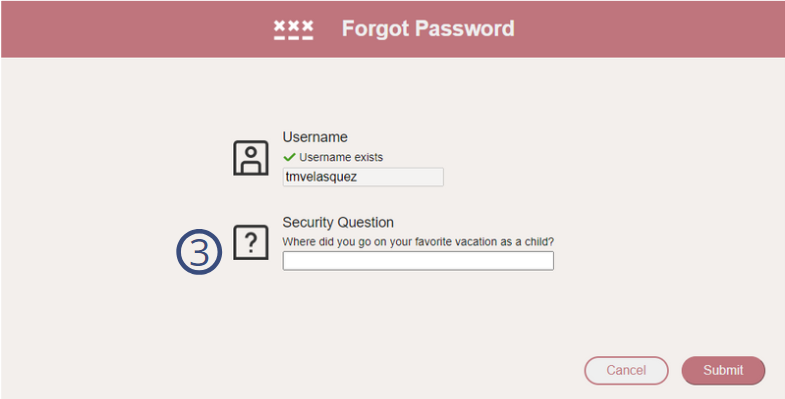 ××× Forgot Password
Username
Username exists
tmvelasquez
Security Question
3 ? Where did you go on your favorite vacation as a child?
Cancel Submit